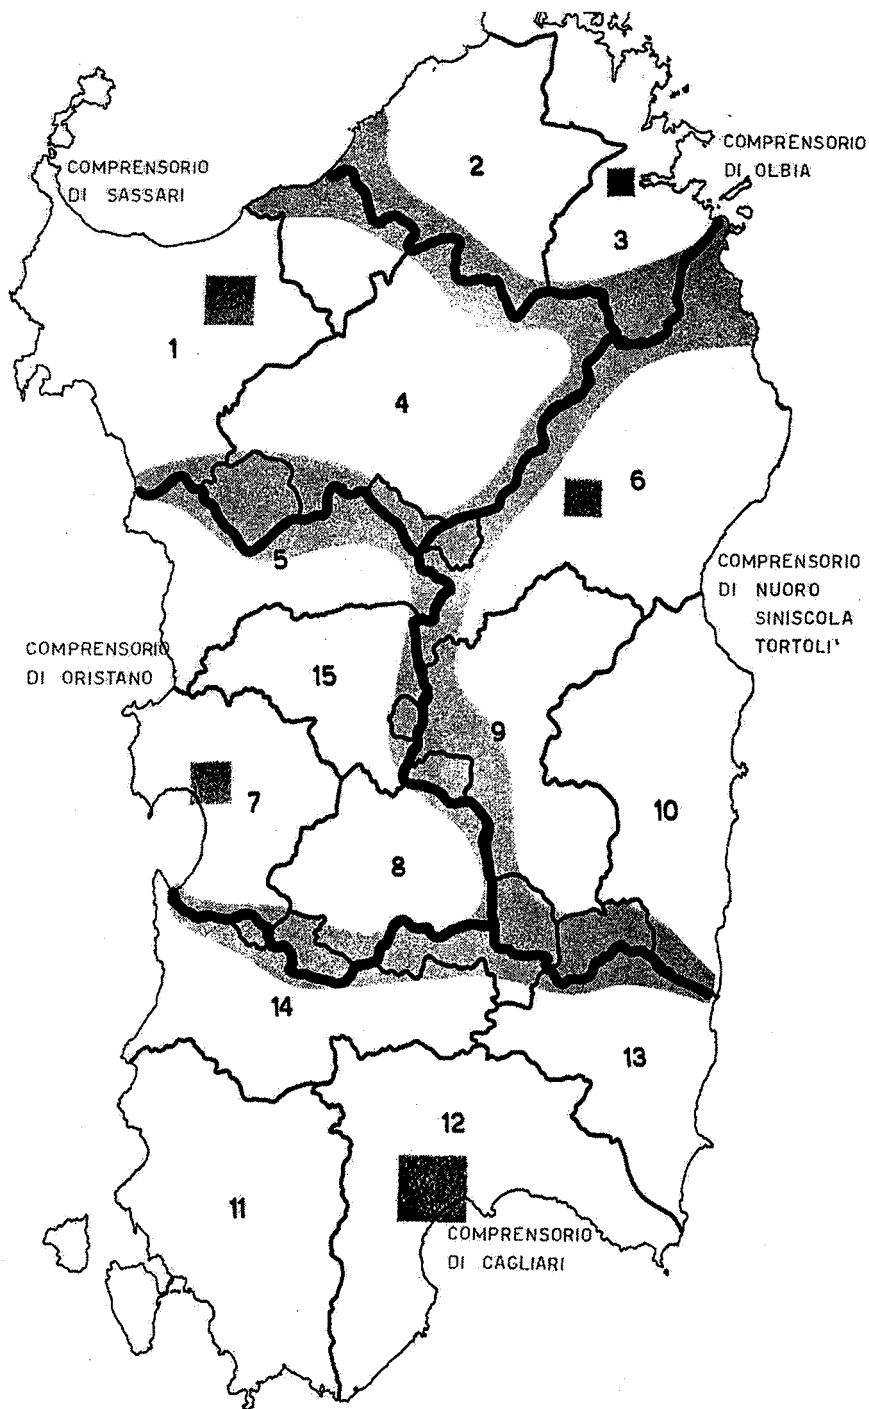 2
COMPRENSORIO
DI OLBIA
COMPRENSORIO
DI SASSARI
3
1
4
6
5
COMPRENSORIO
DI NUORO
SINISCOLA
TORTOLI'
COMPRENSORIO
DI ORISTANO
15
9
7
10
8
14
13
12
11
COMPRENSORIO
DI CAGLIARI